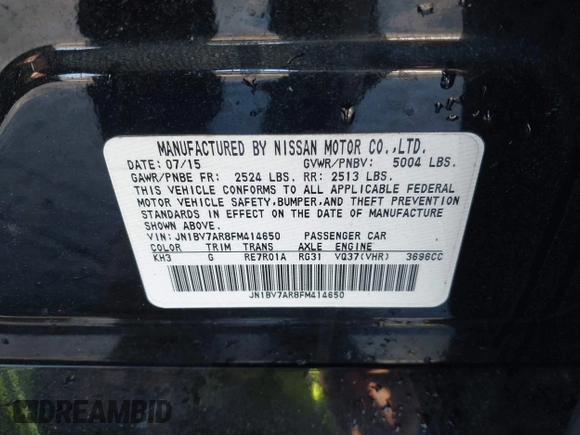 MANUFACTURED BY NISSAN MOTOR CO.,LTD.
DATE: 07/15 GVWR/PNBV: 5004 LBS.
GAWR/PNBE FR: 2524 LBS. RR: 2513 LBS.
THIS VEHICLE CONFORMS TO ALL APPLICABLE FEDERAL
MOTOR VEHICLE SAFETY,BUMPER,AND THEFT PREVENTION
STANDARDS IN EFFECT ON THE DATE OF MANUFACTURE
SHOWN ABOVE.
VIN: JN1BV7AR8FM414650 PASSENGER CAR
COLOR TRIM TRANS AXLE ENGINE
KH3 G RE7R01A RG31 VQ37(VHR) 3696CC
JN1BV7AR8FM414650
DREAMBID